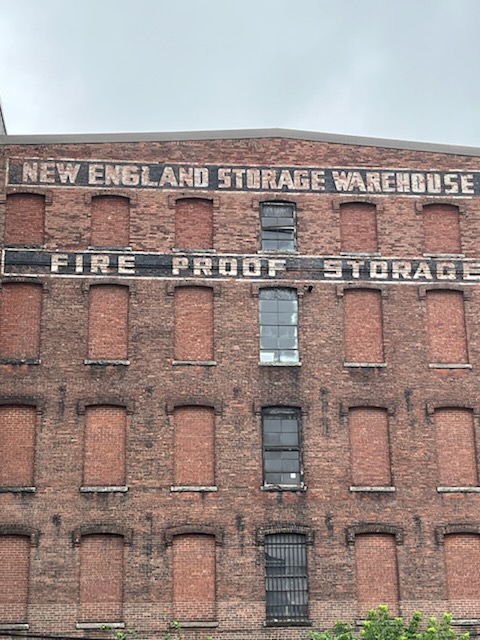 NEW ENGLAND STORAGE WAREHOUSE
FIRE PROOF STORAGE